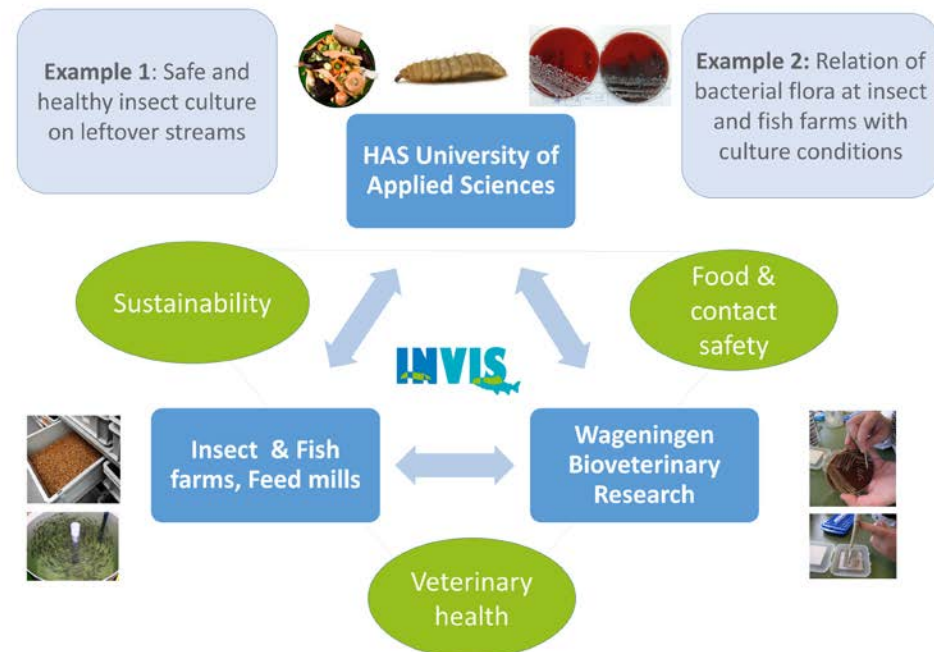 Example 1: Safe and
healthy insect culture
on leftover streams
Example 2: Relation of
bacterial flora at insect
and fish farms with
culture conditions
HAS University of
Applied Sciences
Sustainability
Food &
contact
safety
INVIS
Insect & Fish
farms, Feed mills
Wageningen
Bioveterinary
Research
Veterinary
health